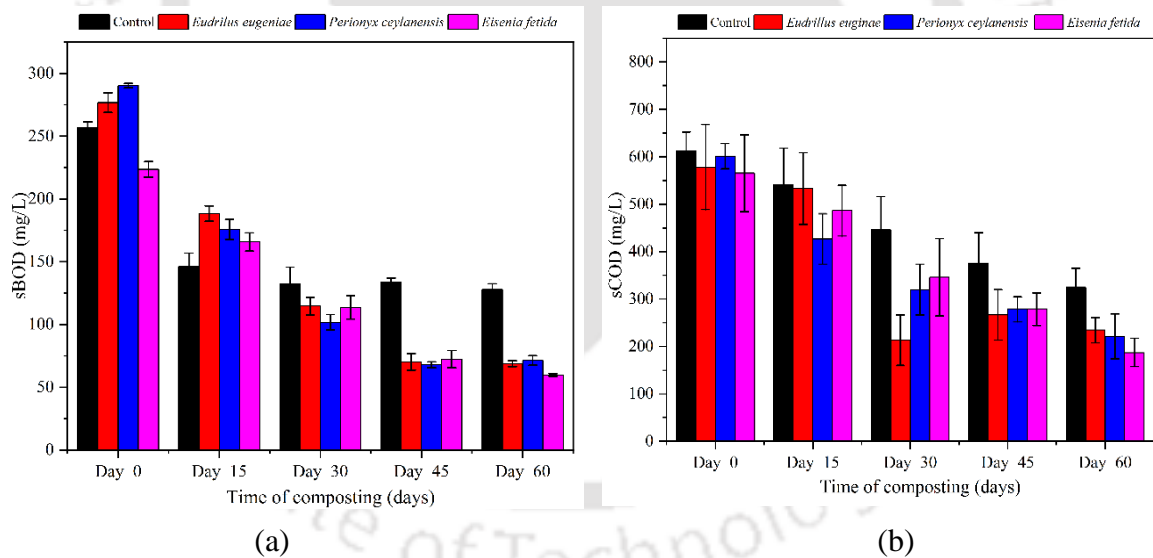 Control Eudrilus eugeniae Perionyx ceylanensis Eisenia fetida
300
250
200
150
100
50
0
sBOD (mg/L)
Day 0 Day 15 Day 30 Day 45 Day 60
Time of composting (days)
(a)
Control Eudrillus euginae Perionyx ceylanensis Eisenia fetida
800
700
600
500
400
300
200
100
0
sCOD (mg/L)
Day 0 Day 15 Day 30 Day 45 Day 60
Time of composting (days)
(b)
te of Technolo